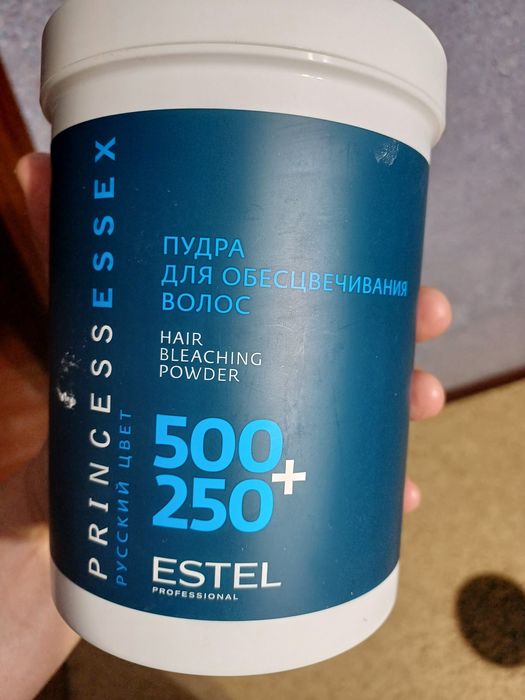 PRINCESS ESSEX
РУССКИЙ ЦВЕТ
ПУДРА
ДЛЯ ОБЕСЦВЕЧИВАНИЯ
ВОЛОС
HAIR
BLEACHING
POWDER
500
+
250
ESTEL
PROFESSIONAL